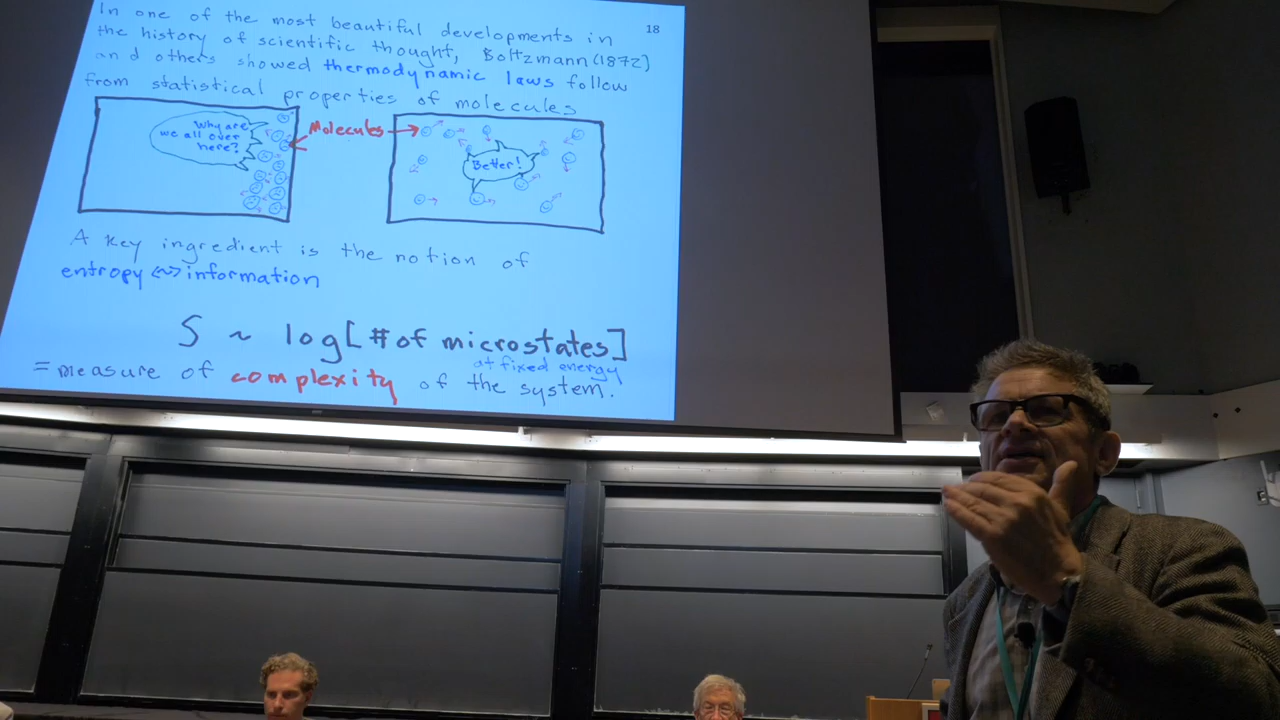 In one of the most beautiful developments in
18
the history of scientific thought, Boltzmann (1872)
and others showed thermodynamic laws follow
from statistical properties of molecules
Why are
we all over
here?
Molecules
Better!
A key ingredient is the notion of
entropy <~> information
S ~ log[# of microstates]
at fixed energy
= measure of complexity of the system.